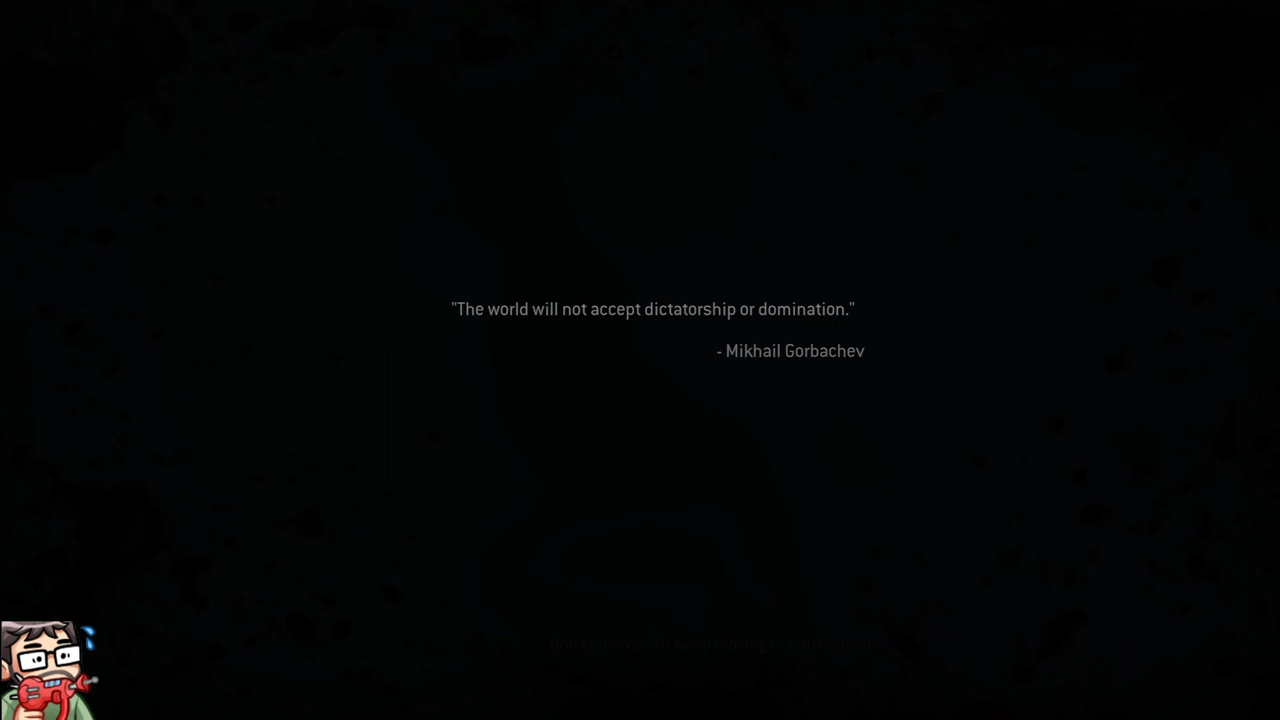 "The world will not accept dictatorship or domination."
- Mikhail Gorbachev